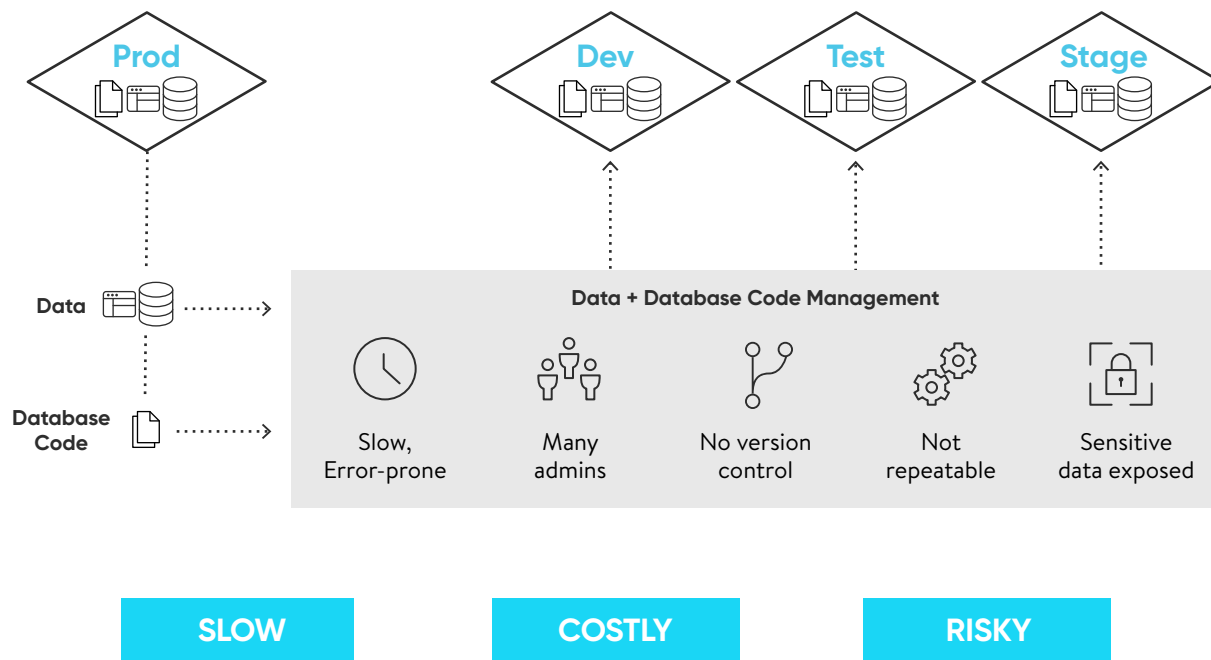 Prod
Dev
Test
Stage
Data
Data + Database Code Management
Database
Code
Slow,
Error-prone
Many
admins
No version
control
Not
repeatable
Sensitive
data exposed
SLOW
COSTLY
RISKY